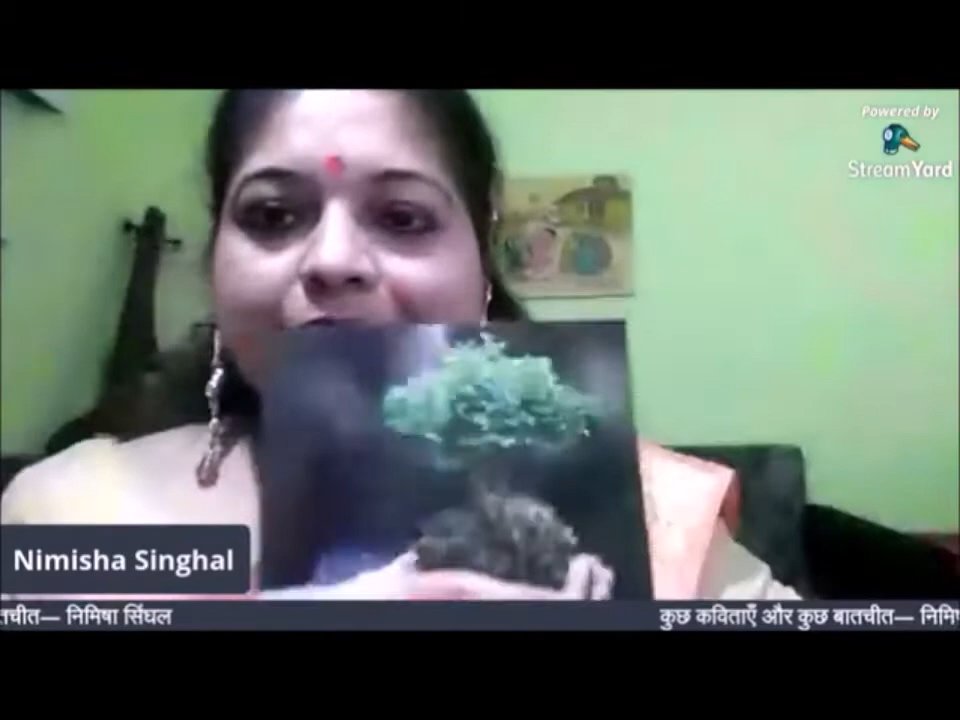 Powered by
StreamYard
Nimisha Singhal
तचीत— निमिषा सिंघल
कुछ कविताएँ और कुछ बातचीत— निमि